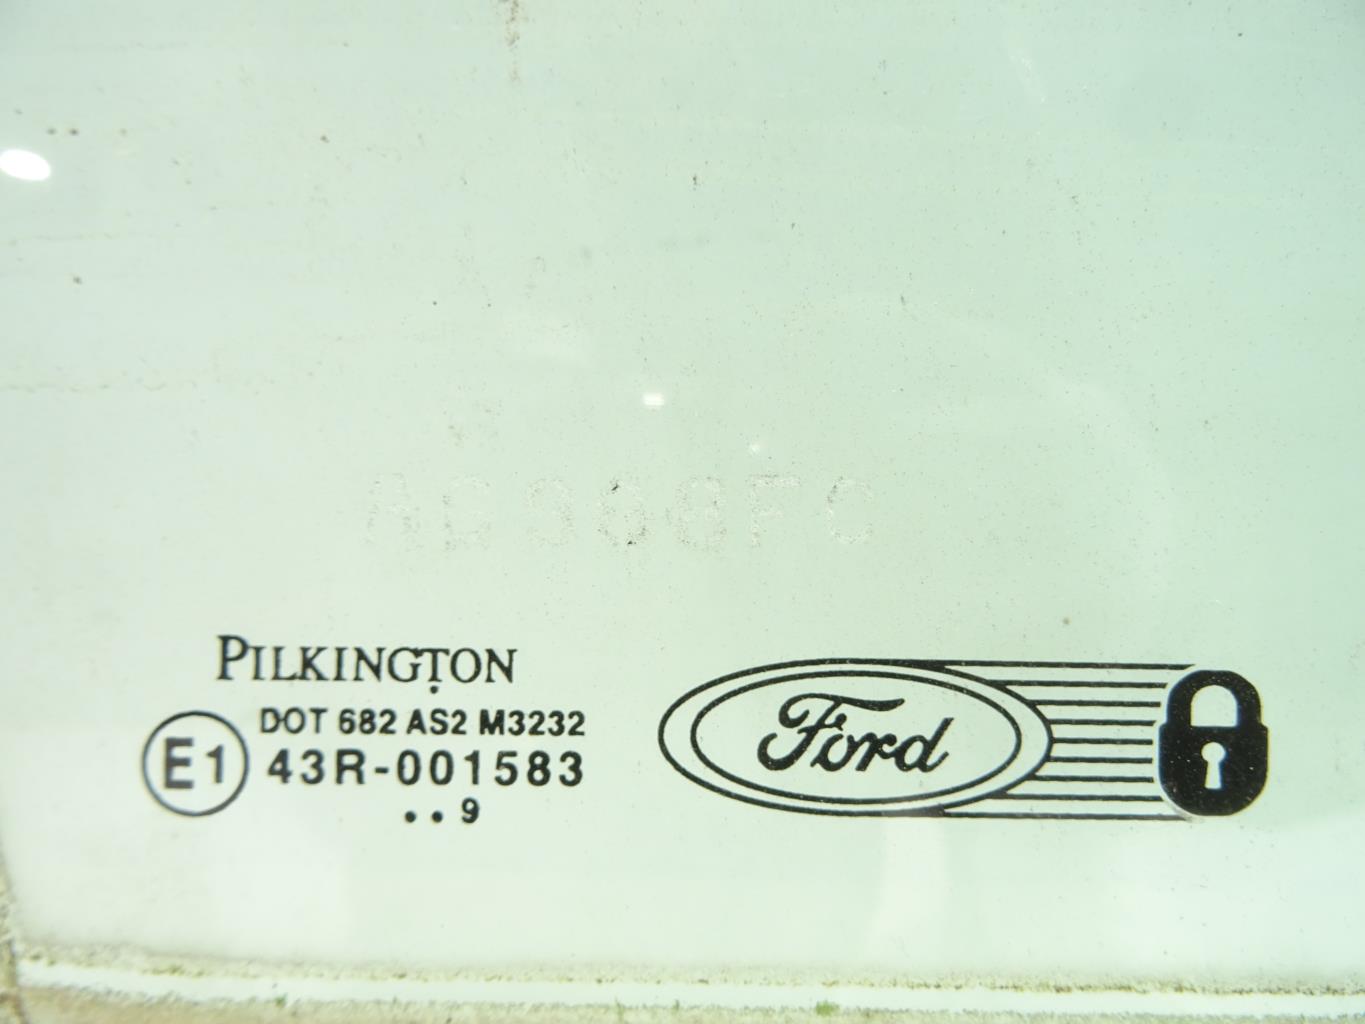 PILKINGTON
DOT 682 AS2 M3232
E1 43R-001583
..9
Ford